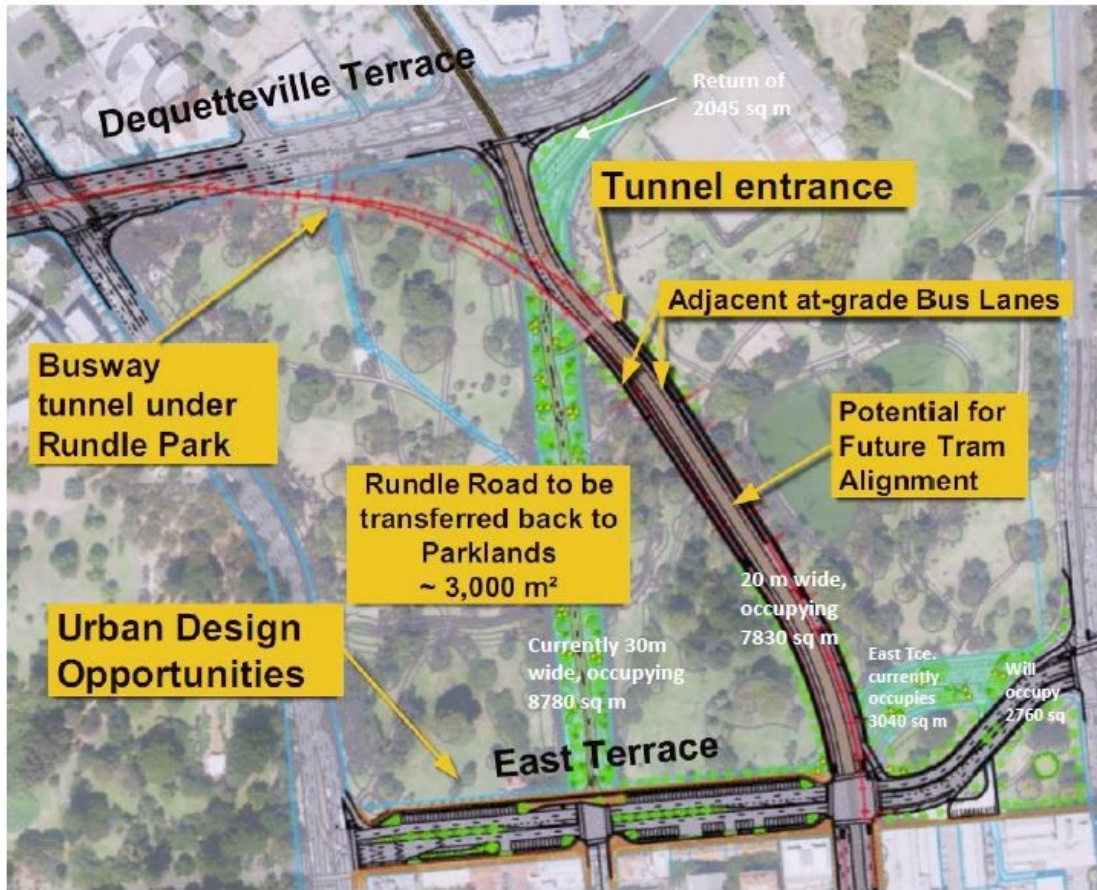 Dequetteville Terrace
Return of
2045 sq m
Tunnel entrance
Adjacent at-grade Bus Lanes
Busway
tunnel under
Rundle Park
Potential for
Future Tram
Alignment
Rundle Road to be
transferred back to
Parklands
~ 3,000 m²
20 m wide,
occupying
7830 sq m
Urban Design
Opportunities
Currently 30m
wide, occupying
8780 sq m
East Tce.
currently
occupies
3040 sq m
Will
occupy
2760 sq
East Terrace